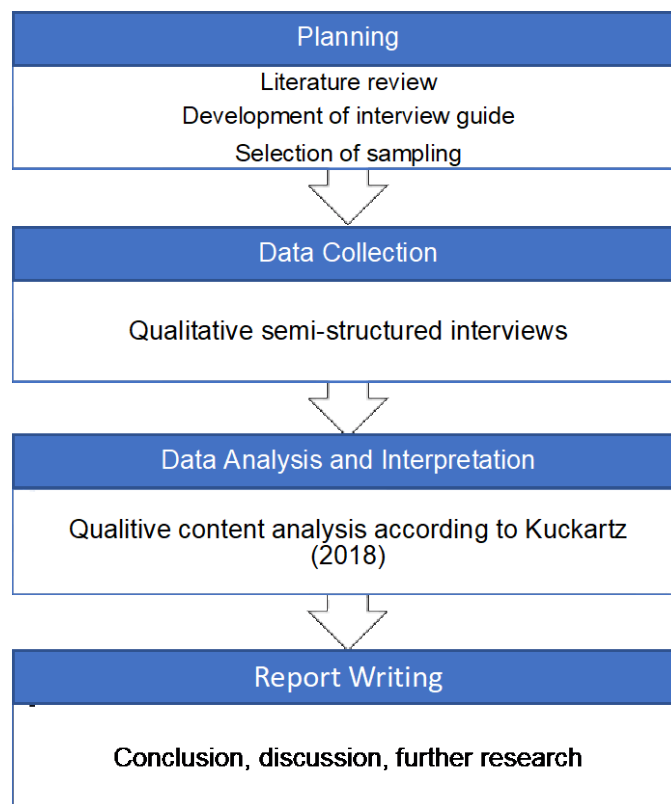 Planning
Literature review
Development of interview guide
Selection of sampling
Data Collection
Qualitative semi-structured interviews
Data Analysis and Interpretation
Qualitive content analysis according to Kuckartz
(2018)
Report Writing
Conclusion, discussion, further research